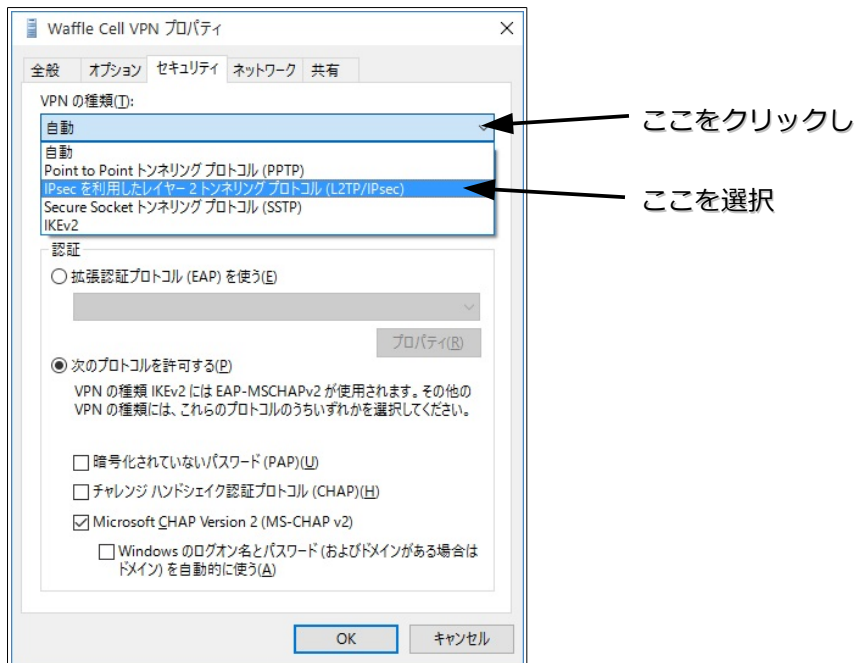 Waffle Cell VPN プロパティ
全般 オプション セキュリティ ネットワーク 共有
VPN の種類(T):
自動
ここをクリックし
自動
Point to Point トンネリング プロトコル (PPTP)
IPsec を利用したレイヤー 2 トンネリング プロトコル (L2TP/IPsec)
ここを選択
Secure Socket トンネリング プロトコル (SSTP)
IKEv2
認証
拡張認証プロトコル (EAP) を使う(E)
プロパティ(R)
次のプロトコルを許可する(P)
VPN の種類 IKEv2 には EAP-MSCHAPv2 が使用されます。その他の
VPN の種類には、これらのプロトコルのうちいずれかを選択してください。
暗号化されていないパスワード (PAP)(U)
チャレンジ ハンドシェイク認証プロトコル (CHAP)(H)
Microsoft CHAP Version 2 (MS-CHAP v2)
Windows のログオン名とパスワード (およびドメインがある場合は
ドメイン) を自動的に使う(A)
OK キャンセル